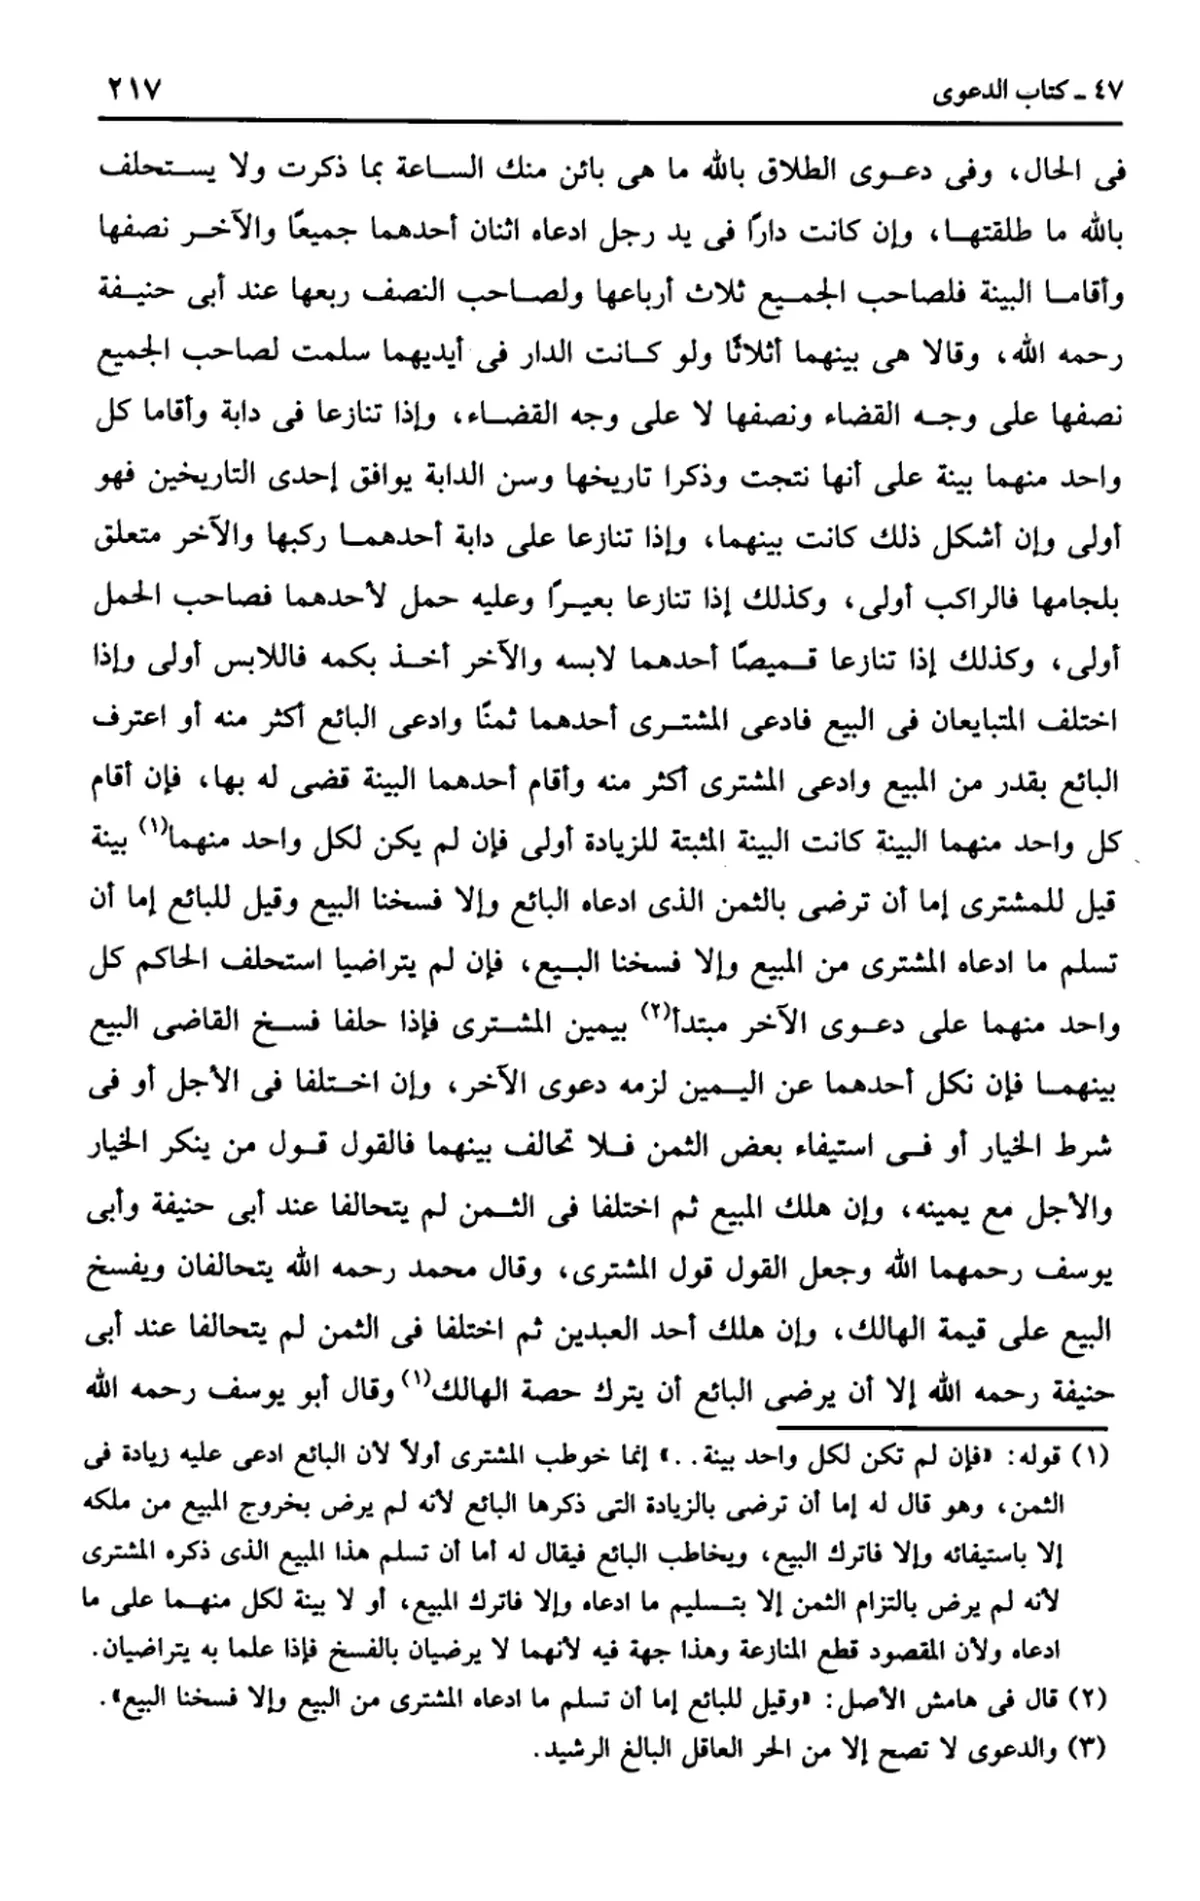 ٤٧ - كتاب الدعوى ٢١٧
فى الحال، وفى دعوى الطلاق بالله ما هى بائن منك الساعة بما ذكرت ولا يستحلف
بالله ما طلقتها، وإن كانت دارًا فى يد رجل ادعاه اثنان أحدهما جميعًا والآخر نصفها
وأقاما البينة فلصاحب الجميع ثلاث أرباعها ولصاحب النصف ربعها عند أبى حنيفة
رحمه الله، وقالا هى بينهما أثلاثًا ولو كانت الدار فى أيديهما سلمت لصاحب الجميع
نصفها على وجه القضاء ونصفها لا على وجه القضاء، وإذا تنازعا فى دابة وأقاما كل
واحد منهما بينة على أنها نتجت وذكرا تاريخها وسن الدابة يوافق إحدى التاريخين فهو
أولى وإن أشكل ذلك كانت بينهما، وإذا تنازعا على دابة أحدهما ركبها والآخر متعلق
بلجامها فالراكب أولى، وكذلك إذا تنازعا بعيرًا وعليه حمل لأحدهما فصاحب الحمل
أولى، وكذلك إذا تنازعا قميصًا أحدهما لابسه والآخر أخذ بكمه فاللابس أولى وإذا
اختلف المتبايعان فى البيع فادعى المشترى أحدهما ثمنًا وادعى البائع أكثر منه أو اعترف
البائع بقدر من المبيع وادعى المشترى أكثر منه وأقام أحدهما البينة قضى له بها، فإن أقام
كل واحد منهما البينة كانت البينة المثبتة للزيادة أولى فإن لم يكن لكل واحد منهما(١) بينة
قيل للمشترى إما أن ترضى بالثمن الذى ادعاه البائع وإلا فسخنا البيع وقيل للبائع إما أن
تسلم ما ادعاه المشترى من المبيع وإلا فسخنا البيع، فإن لم يتراضيا استحلف الحاكم كل
واحد منهما على دعوى الآخر مبتدأ(٢) بيمين المشترى فإذا حلفا فسخ القاضى البيع
بينهما فإن نكل أحدهما عن اليمين لزمه دعوى الآخر، وإن اختلفا فى الأجل أو فى
شرط الخيار أو فى استيفاء بعض الثمن فلا تحالف بينهما فالقول قول من ينكر الخيار
والأجل مع يمينه، وإن هلك المبيع ثم اختلفا فى الثمن لم يتحالفا عند أبى حنيفة وأبى
يوسف رحمهما الله وجعل القول قول المشترى، وقال محمد رحمه الله يتحالفان ويفسخ
البيع على قيمة الهالك، وإن هلك أحد العبدين ثم اختلفا فى الثمن لم يتحالفا عند أبى
حنيفة رحمه الله إلا أن يرضى البائع أن يترك حصة الهالك(١) وقال أبو يوسف رحمه الله
(١) قوله: «فإن لم تكن لكل واحد بينة..» إنما خوطب المشترى أولاً لأن البائع ادعى عليه زيادة فى
الثمن، وهو قال له إما أن ترضى بالزيادة التى ذكرها البائع لأنه لم يرض بخروج المبيع من ملكه
إلا باستيفائه وإلا فاترك البيع، ويخاطب البائع فيقال له أما أن تسلم هذا المبيع الذى ذكره المشترى
لأنه لم يرض بالتزام الثمن إلا بتسليم ما ادعاه وإلا فاترك المبيع، أو لا بينة لكل منهما على ما
ادعاه ولأن المقصود قطع المنازعة وهذا جهة فيه لأنهما لا يرضيان بالفسخ فإذا علما به يتراضيان.
(٢) قال فى هامش الأصل: «وقيل للبائع إما أن تسلم ما ادعاه المشترى من البيع وإلا فسخنا البيع».
(٣) والدعوى لا تصح إلا من الحر العاقل البالغ الرشيد.